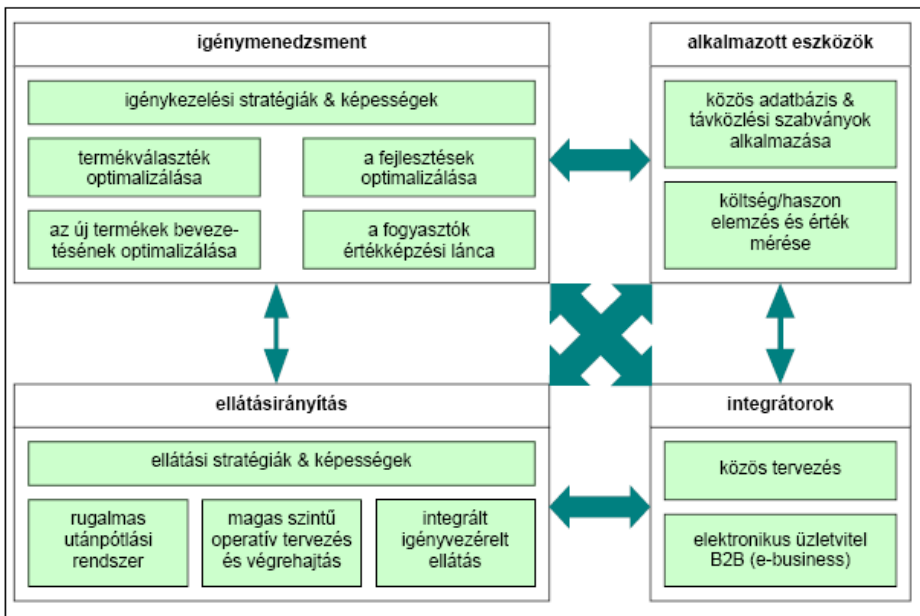 igénymenedzsment
igénykezelési stratégiák & képességek
termékválaszték
optimalizálása
a fejlesztések
optimalizálása
az új termékek beveze-
tésének optimalizálása
a fogyasztók
értékképzési lánca
alkalmazott eszközök
közös adatbázis &
távközlési szabványok
alkalmazása
költség/haszon
elemzés és érték
mérése
ellátásirányítás
ellátási stratégiák & képességek
rugalmas
utánpótlási
rendszer
magas szintű
operatív tervezés
és végrehajtás
integrált
igényvezérelt
ellátás
integrátorok
közös tervezés
elektronikus üzletvitel
B2B (e-business)